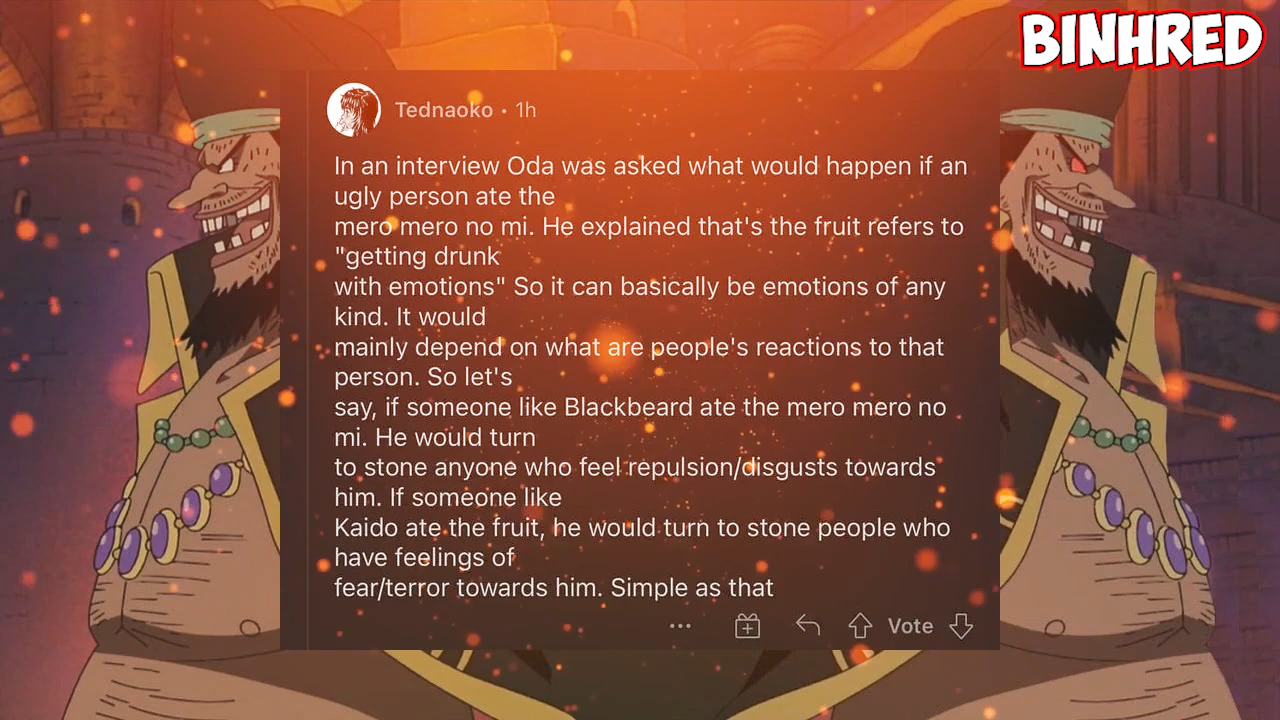 BINHRED
Tednaoko • 1h
In an interview Oda was asked what would happen if an
ugly person ate the
mero mero no mi. He explained that's the fruit refers to
"getting drunk
with emotions" So it can basically be emotions of any
kind. It would
mainly depend on what are people's reactions to that
person. So let's
say, if someone like Blackbeard ate the mero mero no
mi. He would turn
to stone anyone who feel repulsion/disgusts towards
him. If someone like
Kaido ate the fruit, he would turn to stone people who
have feelings of
fear/terror towards him. Simple as that
Vote